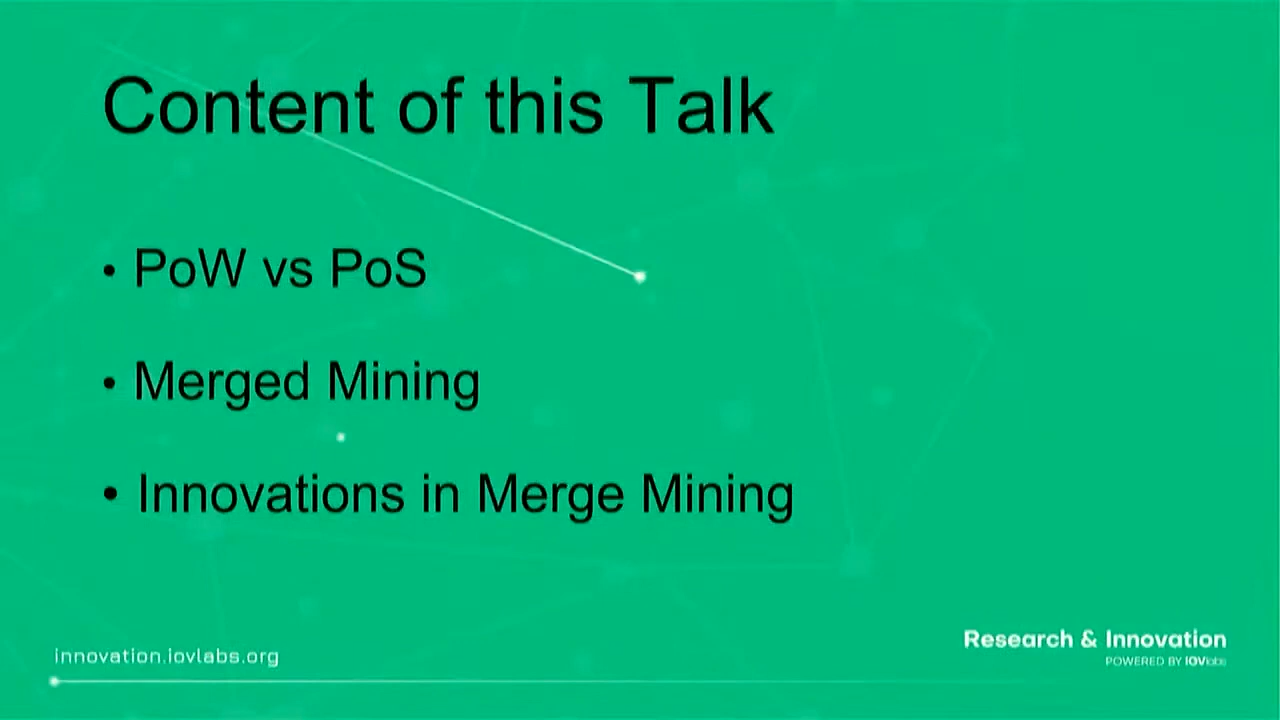 Content of this Talk
• PoW vs PoS
• Merged Mining
• Innovations in Merge Mining
innovation.iovlabs.org
Research & Innovation
POWERED BY IOVlabs